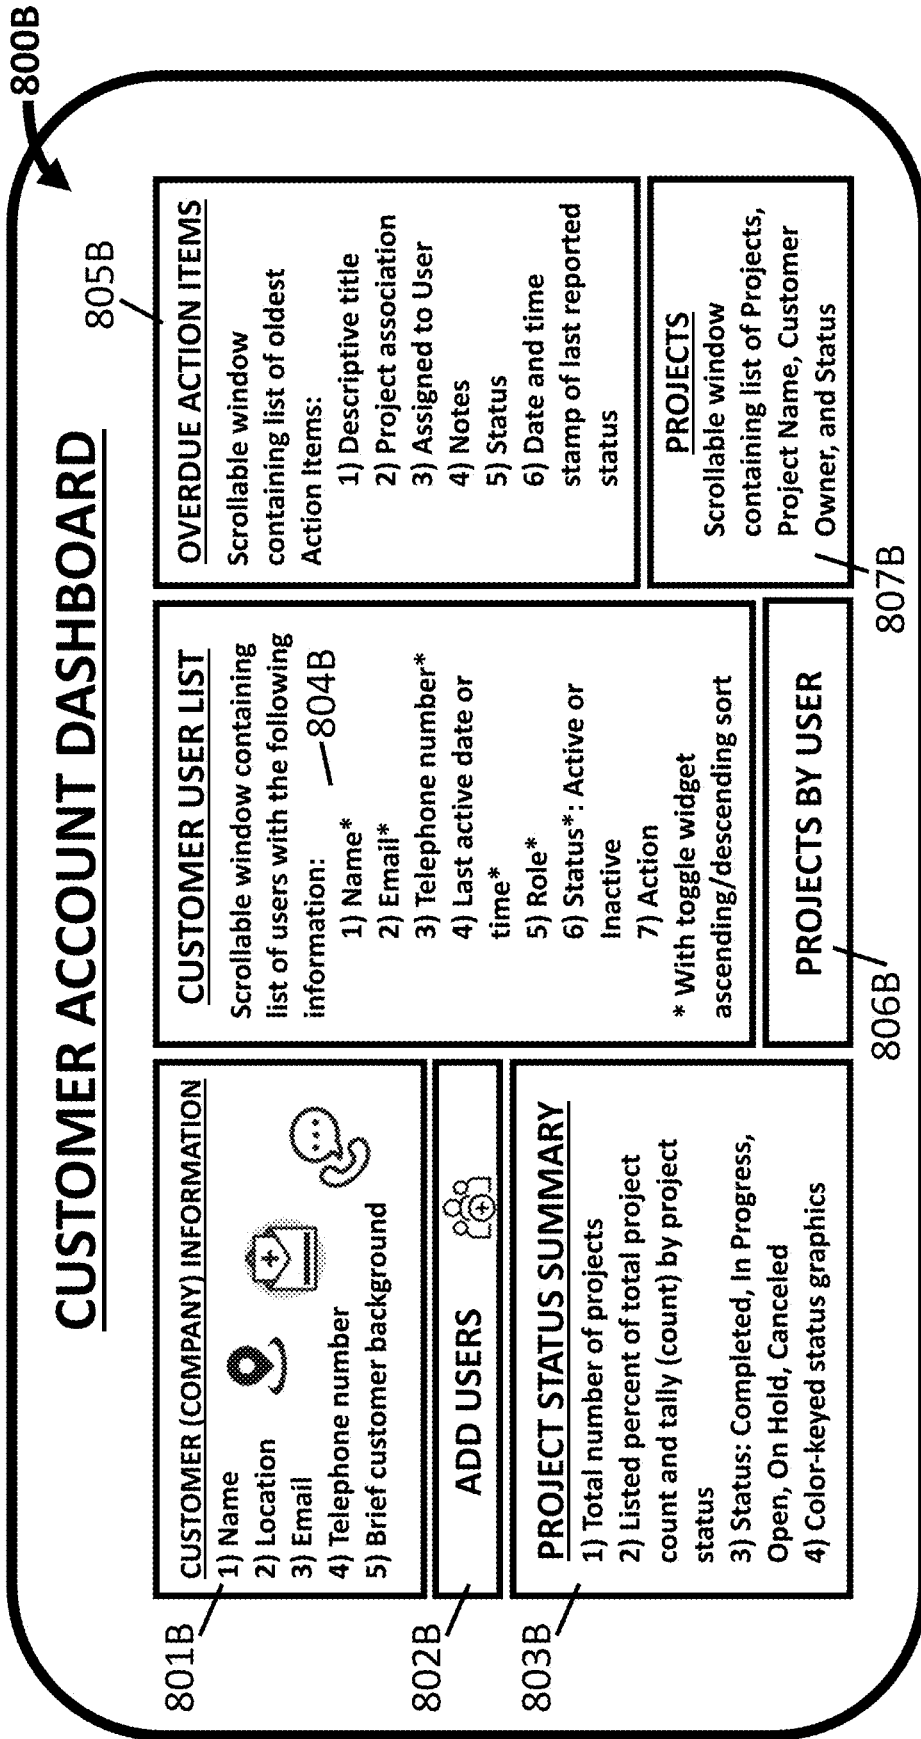 800B
CUSTOMER ACCOUNT DASHBOARD
801B
CUSTOMER (COMPANY) INFORMATION
1) Name
2) Location
3) Email
4) Telephone number
5) Brief customer background
802B
ADD USERS
803B
PROJECT STATUS SUMMARY
1) Total number of projects
2) Listed percent of total project
count and tally (count) by project
status
3) Status: Completed, In Progress,
Open, On Hold, Canceled
4) Color-keyed status graphics
CUSTOMER USER LIST
Scrollable window containing
list of users with the following
information:
804B
1) Name*
2) Email*
3) Telephone number*
4) Last active date or
time*
5) Role*
6) Status*: Active or
Inactive
7) Action
* With toggle widget
ascending/descending sort
PROJECTS BY USER
806B
805B
OVERDUE ACTION ITEMS
Scrollable window
containing list of oldest
Action Items:
1) Descriptive title
2) Project association
3) Assigned to User
4) Notes
5) Status
6) Date and time
stamp of last reported
status
PROJECTS
Scrollable window
containing list of Projects,
Project Name, Customer
Owner, and Status
807B